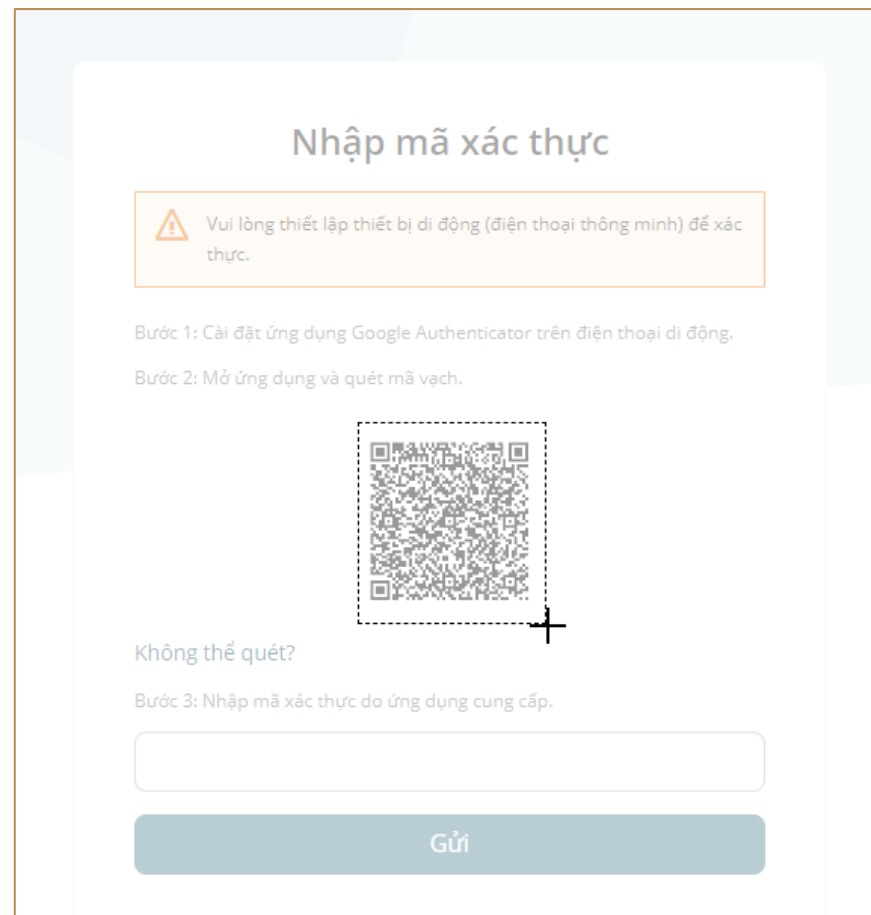 Nhập mã xác thực
Vui lòng thiết lập thiết bị di động (điện thoại thông minh) để xác
thực.
Bước 1: Cài đặt ứng dụng Google Authenticator trên điện thoại di động.
Bước 2: Mở ứng dụng và quét mã vạch.
Không thể quét?
Bước 3: Nhập mã xác thực do ứng dụng cung cấp.
Gửi